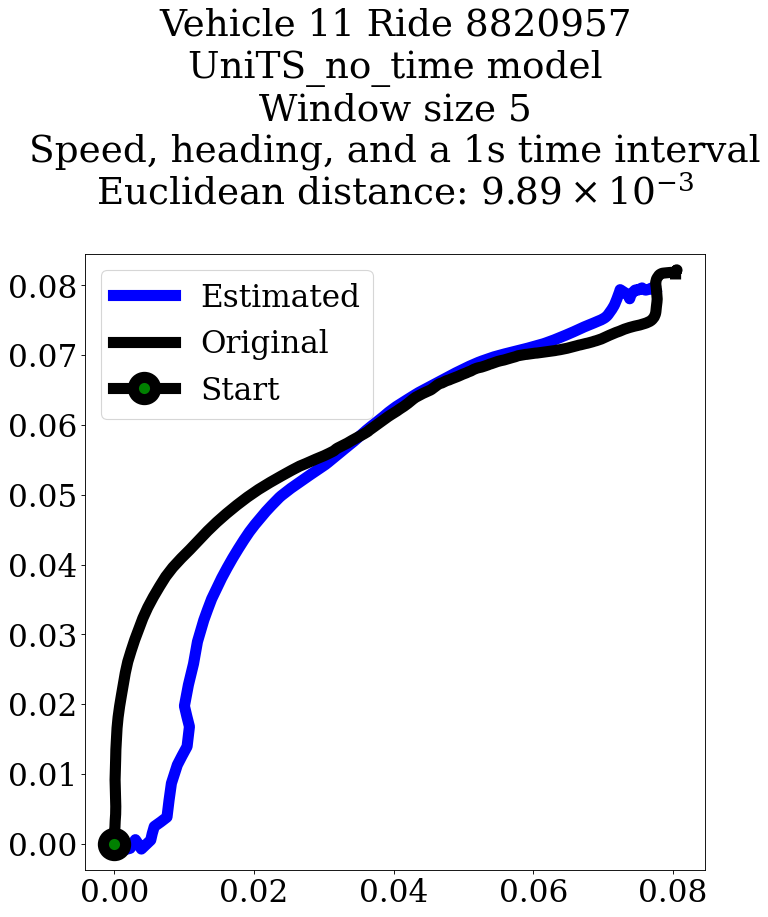 Vehicle 11 Ride 8820957
UniTS_no_time model
Window size 5
Speed, heading, and a 1s time interval
Euclidean distance: 9.89 × 10⁻³
Estimated
Original
Start
0.08
0.07
0.06
0.05
0.04
0.03
0.02
0.01
0.00
0.00 0.02 0.04 0.06 0.08